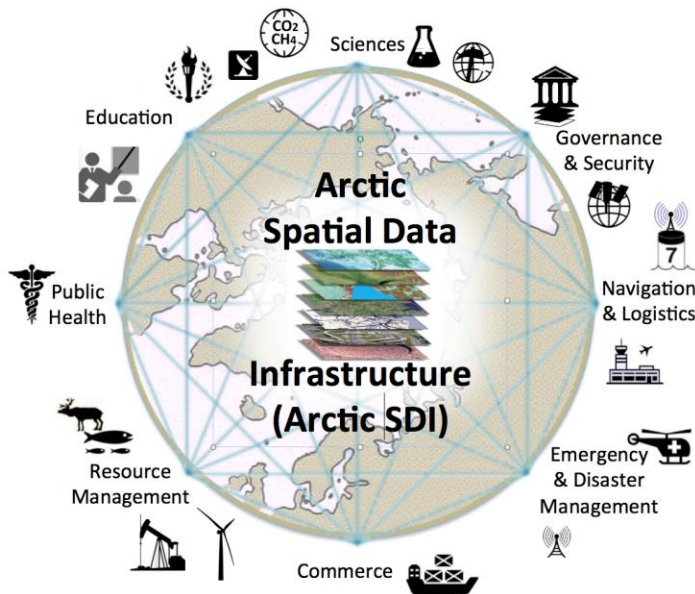 CO2
CH4
Sciences
Education
Governance
& Security
Arctic
Spatial Data
7
Public
Health
Navigation
& Logistics
Infrastructure
(Arctic SDI)
Resource
Management
Emergency
& Disaster
Management
Commerce